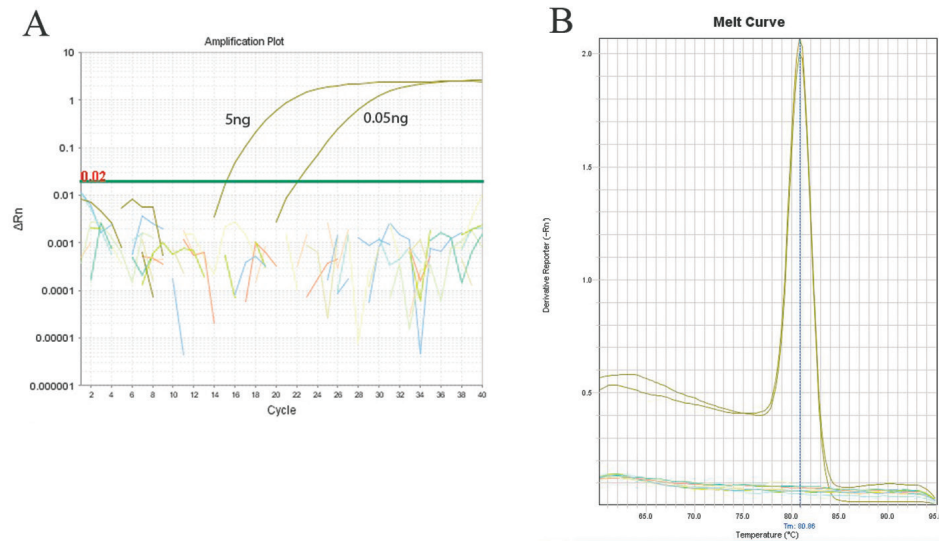 A
Amplification Plot
10
1
0.1
0.02
0.01
0.001
0.0001
0.00001
0.000001
ΔRn
5ng
0.05ng
2 4 6 8 10 12 14 16 18 20 22 24 26 28 30 32 34 36 38 40
Cycle
B
Melt Curve
2.0
1.5
1.0
0.5
Derivative Reporter (-Rn)
65.0 70.0 75.0 80.0 85.0 90.0 95.0
Tm: 80.86
Temperature (°C)